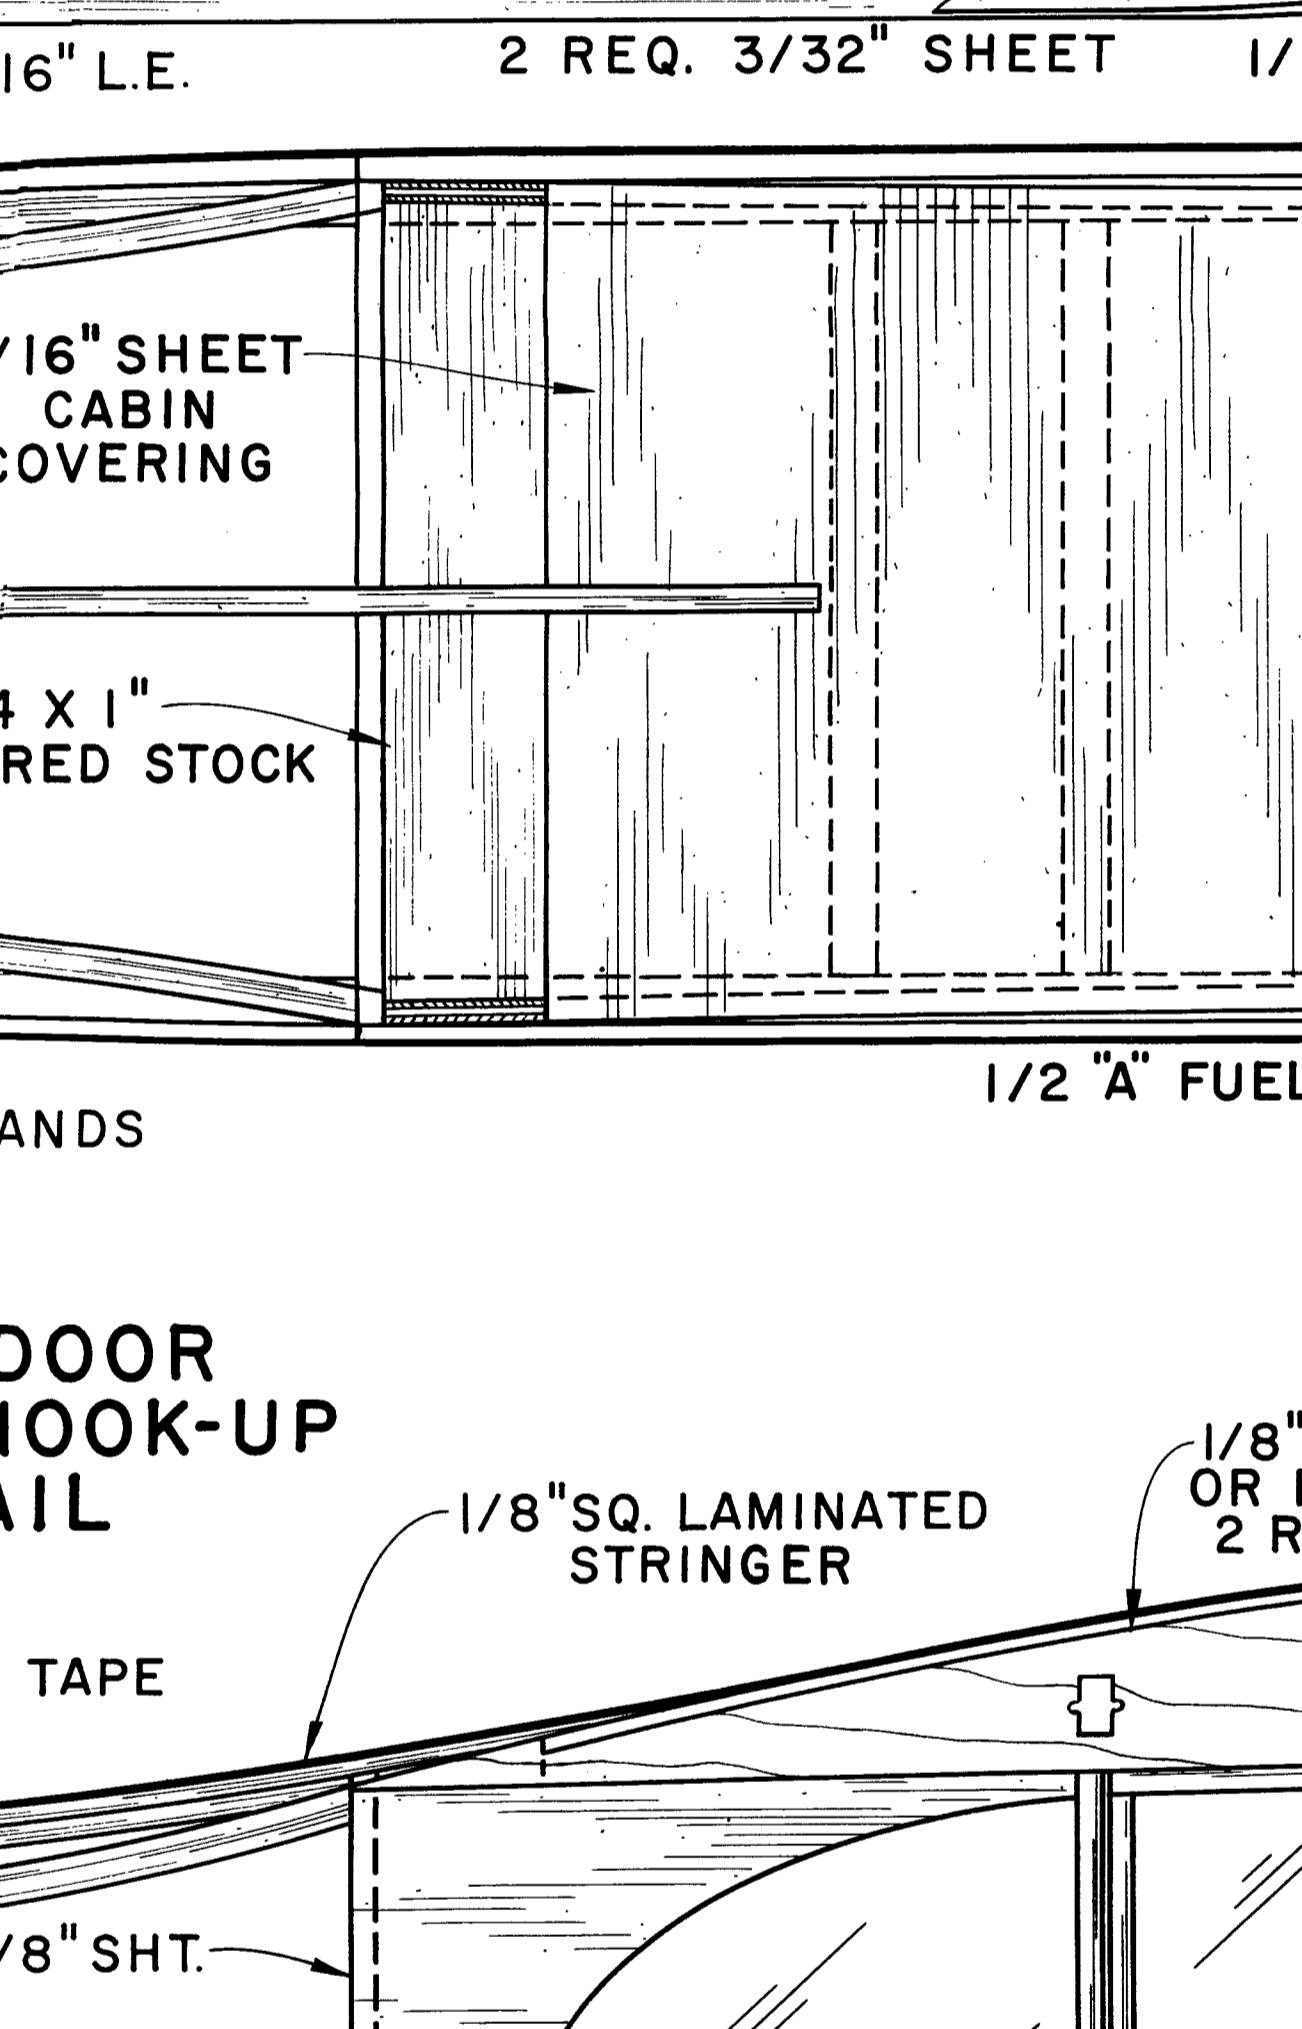 16" L.E.
2 REQ. 3/32" SHEET
1/
/16" SHEET
CABIN
COVERING
4 X 1"
RED STOCK
1/2 "A" FUEL
ANDS
DOOR
HOOK-UP
AIL
1/8" SQ. LAMINATED
STRINGER
1/8"
OR 1
2 R
TAPE
/8" SHT.